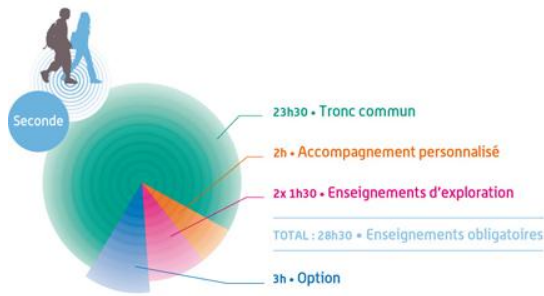 Seconde
23h30 • Tronc commun
2h • Accompagnement personnalisé
2x 1h30 • Enseignements d'exploration
TOTAL : 28h30 • Enseignements obligatoires
3h • Option